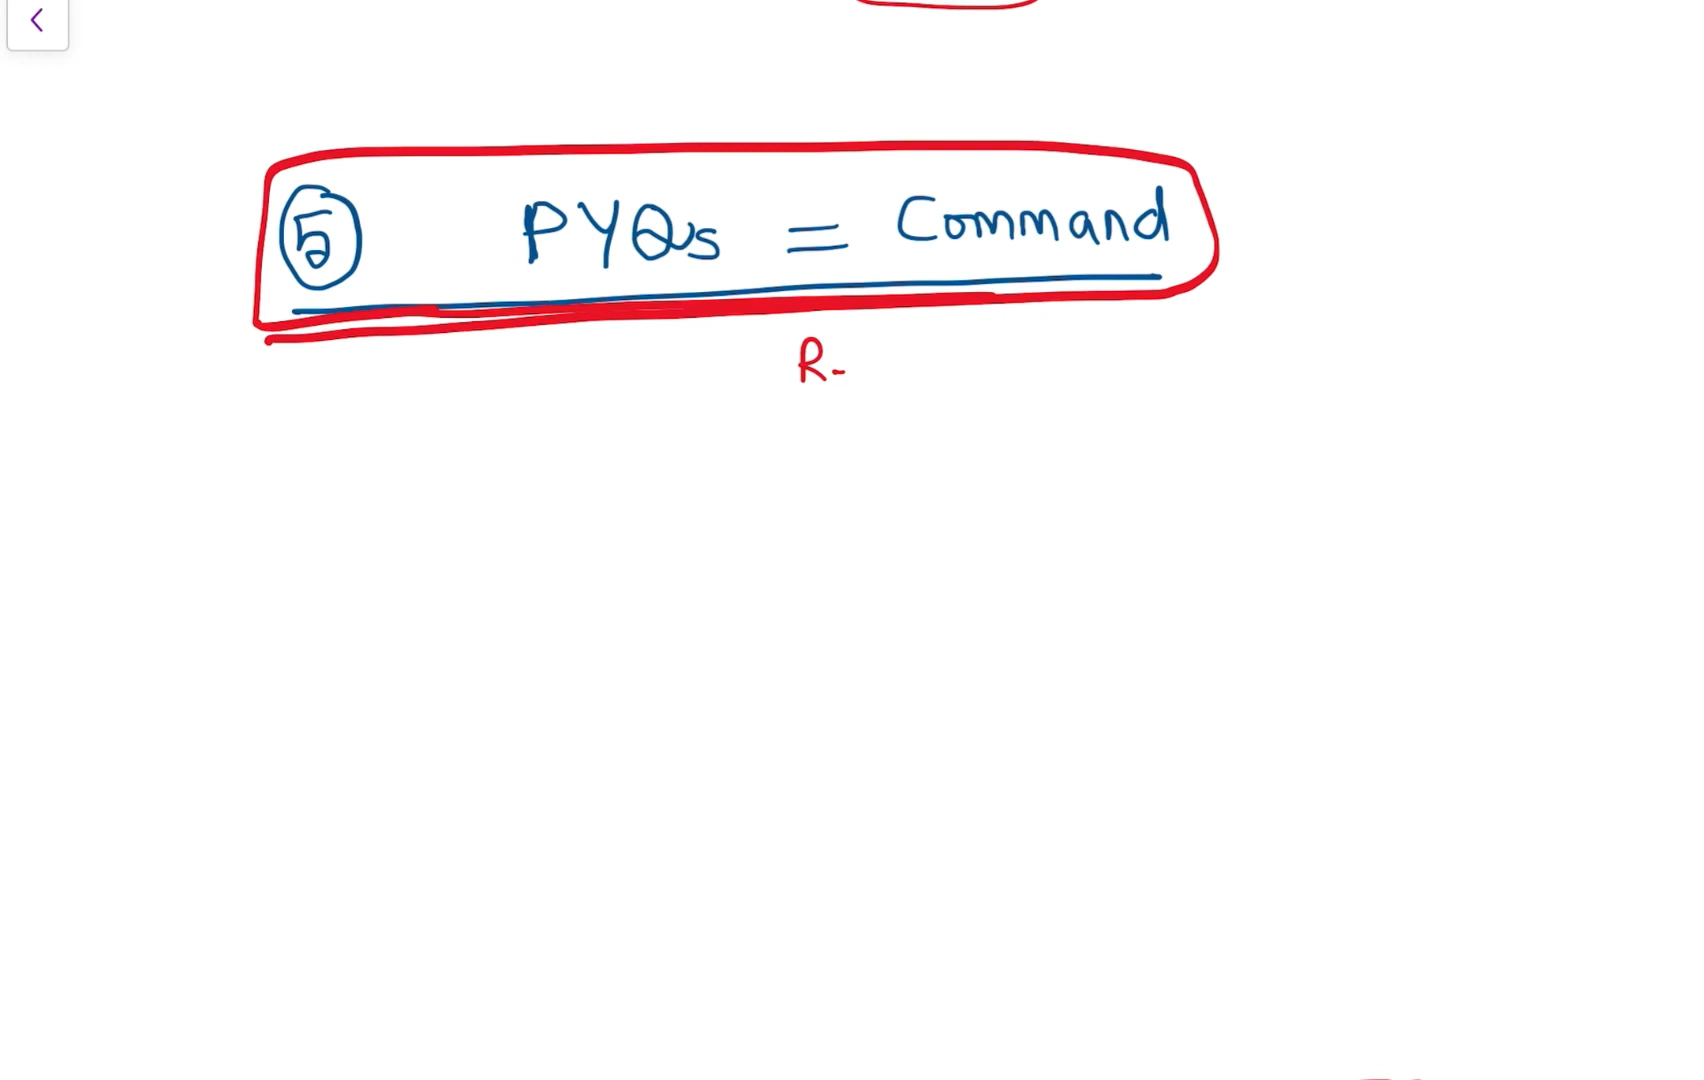 5 PYQs = Command
R-